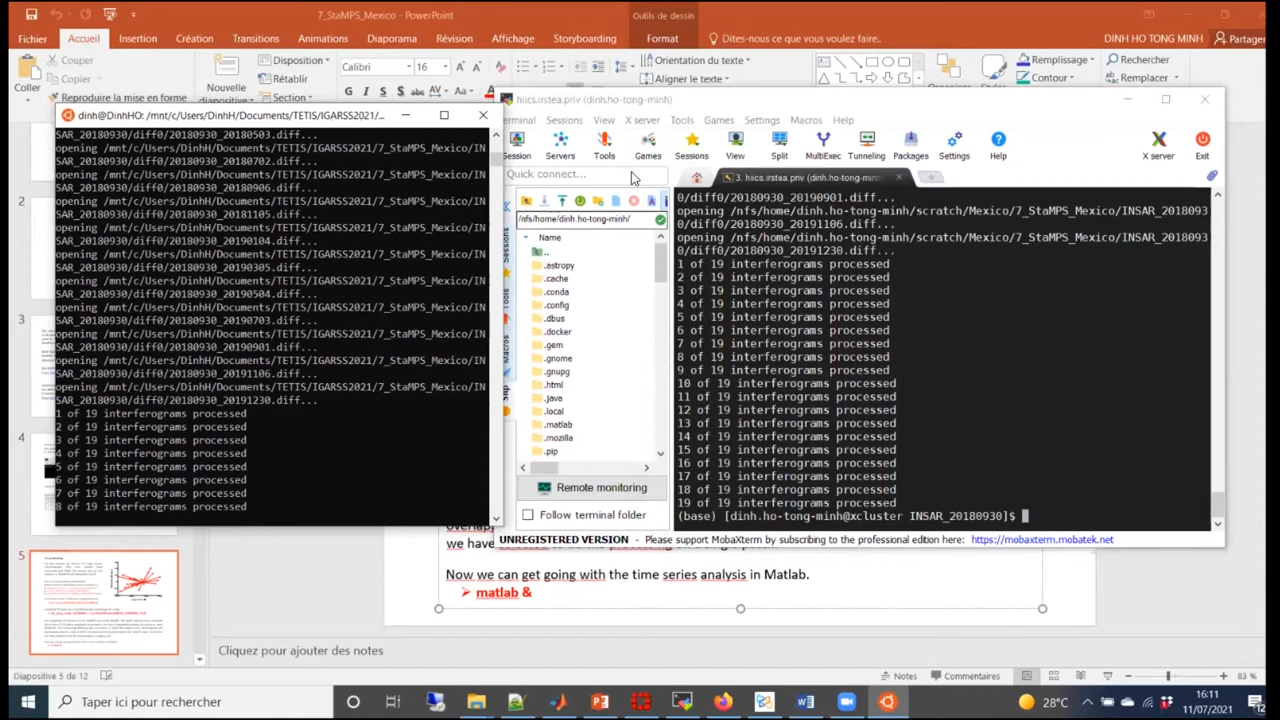 7_StaMPS_Mexico - PowerPoint
Outils de dessin
Fichier Accueil Insertion Création Transitions Animations Diaporama Révision Affichage Storyboarding Format Dites-nous ce que vous voulez faire... DINH HO TONG MINH Partager
Coller
Couper
Copier
Reproduire la mise en forme
Nouvelle
diapositive
Disposition
Rétablir
Section
Calibri 16
G I S abc AV Aa A
Orientation du texte
Aligner le texte
Remplissage
Contour
Rechercher
Remplacer
dinh@DinhHO: /mnt/c/Users/DinhH/Documents/TETIS/IGARSS2021/7_StaMPS_Mexico/...
SAR_20180930/diff0/20180930_20180503.diff...
opening /mnt/c/Users/DinhH/Documents/TETIS/IGARSS2021/7_StaMPS_Mexico/IN
SAR_20180930/diff0/20180930_20180702.diff...
opening /mnt/c/Users/DinhH/Documents/TETIS/IGARSS2021/7_StaMPS_Mexico/IN
SAR_20180930/diff0/20180930_20180906.diff...
opening /mnt/c/Users/DinhH/Documents/TETIS/IGARSS2021/7_StaMPS_Mexico/IN
SAR_20180930/diff0/20180930_20181105.diff...
opening /mnt/c/Users/DinhH/Documents/TETIS/IGARSS2021/7_StaMPS_Mexico/IN
SAR_20180930/diff0/20180930_20190104.diff...
opening /mnt/c/Users/DinhH/Documents/TETIS/IGARSS2021/7_StaMPS_Mexico/IN
SAR_20180930/diff0/20180930_20190305.diff...
opening /mnt/c/Users/DinhH/Documents/TETIS/IGARSS2021/7_StaMPS_Mexico/IN
SAR_20180930/diff0/20180930_20190504.diff...
opening /mnt/c/Users/DinhH/Documents/TETIS/IGARSS2021/7_StaMPS_Mexico/IN
SAR_20180930/diff0/20180930_20190703.diff...
opening /mnt/c/Users/DinhH/Documents/TETIS/IGARSS2021/7_StaMPS_Mexico/IN
SAR_20180930/diff0/20180930_20190901.diff...
opening /mnt/c/Users/DinhH/Documents/TETIS/IGARSS2021/7_StaMPS_Mexico/IN
SAR_20180930/diff0/20180930_20191106.diff...
opening /mnt/c/Users/DinhH/Documents/TETIS/IGARSS2021/7_StaMPS_Mexico/IN
SAR_20180930/diff0/20180930_20191230.diff...
1 of 19 interferograms processed
2 of 19 interferograms processed
3 of 19 interferograms processed
4 of 19 interferograms processed
5 of 19 interferograms processed
6 of 19 interferograms processed
7 of 19 interferograms processed
8 of 19 interferograms processed
hiics.irstea.priv (dinh.ho-tong-minh)
Terminal Sessions View X server Tools Games Settings Macros Help
Session Servers Tools Games Sessions View Split MultiExec Tunneling Packages Settings Help X server Exit
Quick connect...
3. hiics.irstea.priv (dinh.ho-tong-minh
/nfs/home/dinh.ho-tong-minh/
Name
..
.astropy
.cache
.conda
.config
.dbus
.docker
.gem
.gnome
.gnupg
.html
.java
.local
.matlab
.mozilla
.pip
Sessions
Tools
Macros
Sftp
Remote monitoring
Follow terminal folder
0/diff0/20180930_20190901.diff...
opening /nfs/home/dinh.ho-tong-minh/scratch/Mexico/7_StaMPS_Mexico/INSAR_2018093
0/diff0/20180930_20191106.diff...
opening /nfs/home/dinh.ho-tong-minh/scratch/Mexico/7_StaMPS_Mexico/INSAR_2018093
0/diff0/20180930_20191230.diff...
1 of 19 interferograms processed
2 of 19 interferograms processed
3 of 19 interferograms processed
4 of 19 interferograms processed
5 of 19 interferograms processed
6 of 19 interferograms processed
7 of 19 interferograms processed
8 of 19 interferograms processed
9 of 19 interferograms processed
10 of 19 interferograms processed
11 of 19 interferograms processed
12 of 19 interferograms processed
13 of 19 interferograms processed
14 of 19 interferograms processed
15 of 19 interferograms processed
16 of 19 interferograms processed
17 of 19 interferograms processed
18 of 19 interferograms processed
19 of 19 interferograms processed
(base) [dinh.ho-tong-minh@xcluster INSAR_20180930]$
UNREGISTERED VERSION - Please support MobaXterm by subscribing to the professional edition here: https://mobaxterm.mobatek.net
2
3
4
5
we have
Now we can get going with the time series analysis in Matlab.
➢ matlab &
Cliquez pour ajouter des notes
Diapositive 5 de 12
Notes
Commentaires
83 %
Taper ici pour rechercher
28°C
16:11
11/07/2021
12